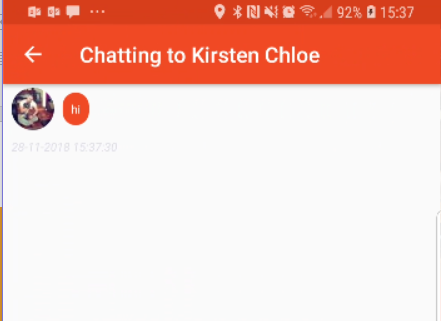 92% 15:37
Chatting to Kirsten Chloe
hi
28-11-2018 15:37.30